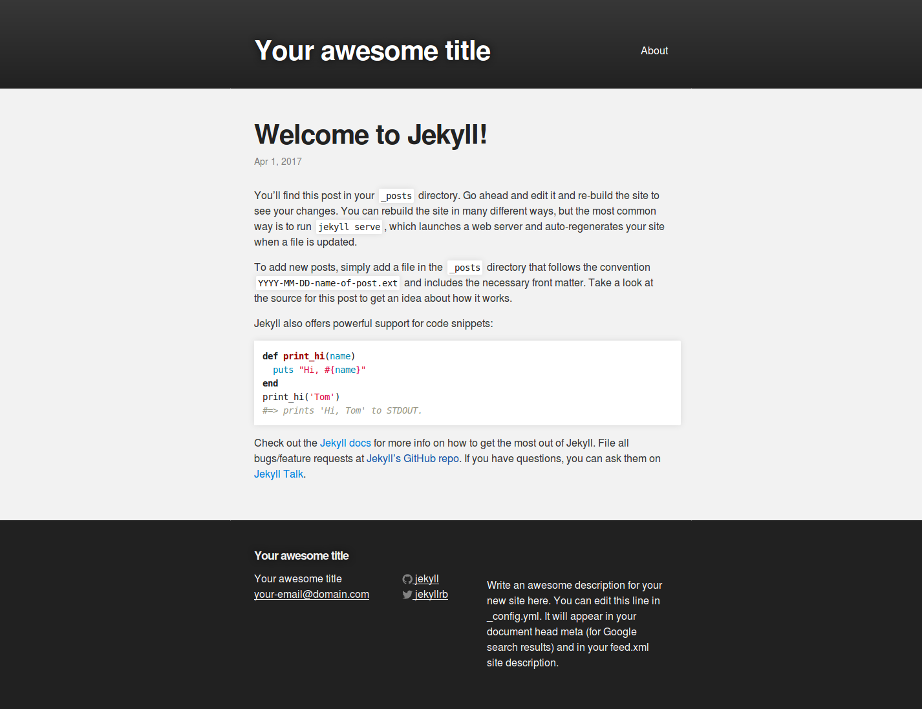 Your awesome title
About
Welcome to Jekyll!
Apr 1, 2017
You'll find this post in your _posts directory. Go ahead and edit it and re-build the site to
see your changes. You can rebuild the site in many different ways, but the most common
way is to run jekyll serve, which launches a web server and auto-regenerates your site
when a file is updated.
To add new posts, simply add a file in the _posts directory that follows the convention
YYYY-MM-DD-name-of-post.ext and includes the necessary front matter. Take a look at
the source for this post to get an idea about how it works.
Jekyll also offers powerful support for code snippets:
def print_hi(name)
  puts "Hi, #{name}"
end
print_hi('Tom')
#=> prints 'Hi, Tom' to STDOUT.
Check out the Jekyll docs for more info on how to get the most out of Jekyll. File all
bugs/feature requests at Jekyll's GitHub repo. If you have questions, you can ask them on
Jekyll Talk.
Your awesome title
Your awesome title
your-email@domain.com
jekyll
jekyllrb
Write an awesome description for your
new site here. You can edit this line in
_config.yml. It will appear in your
document head meta (for Google
search results) and in your feed.xml
site description.